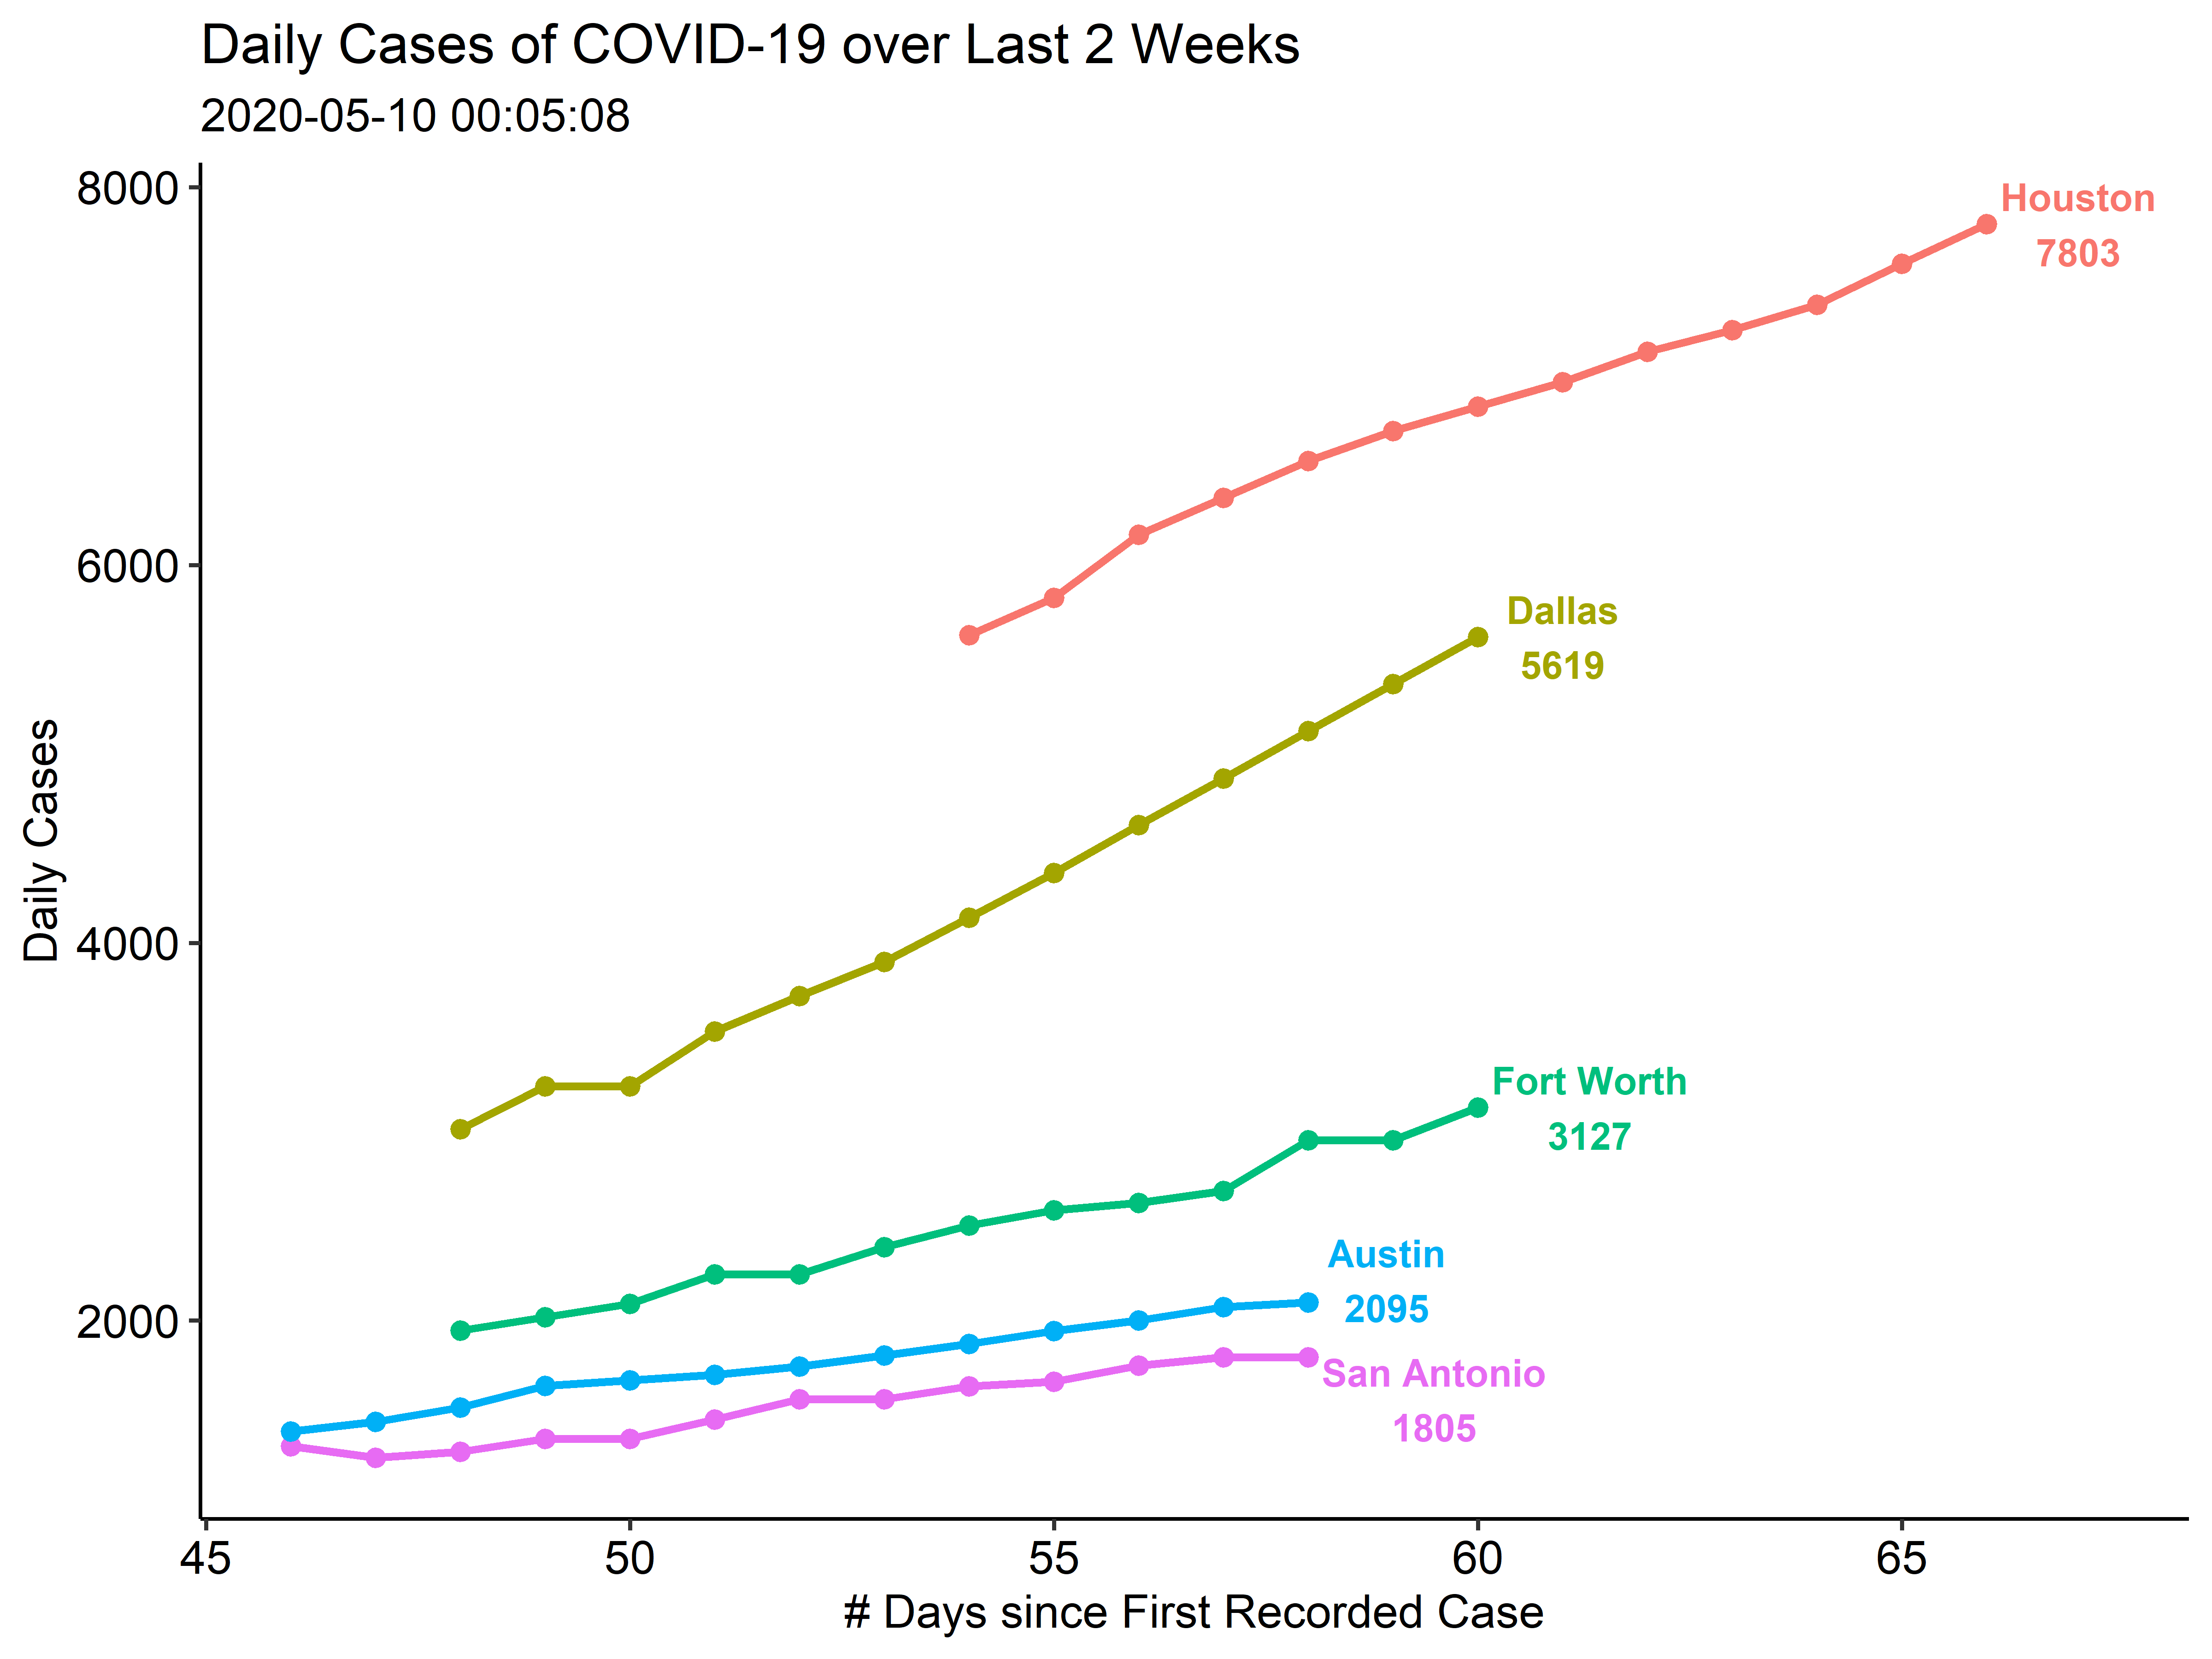 Daily Cases of COVID-19 over Last 2 Weeks
2020-05-10 00:05:08
Daily Cases
8000
6000
4000
2000
Houston
7803
Dallas
5619
Fort Worth
3127
Austin
2095
San Antonio
1805
45 50 55 60 65
# Days since First Recorded Case